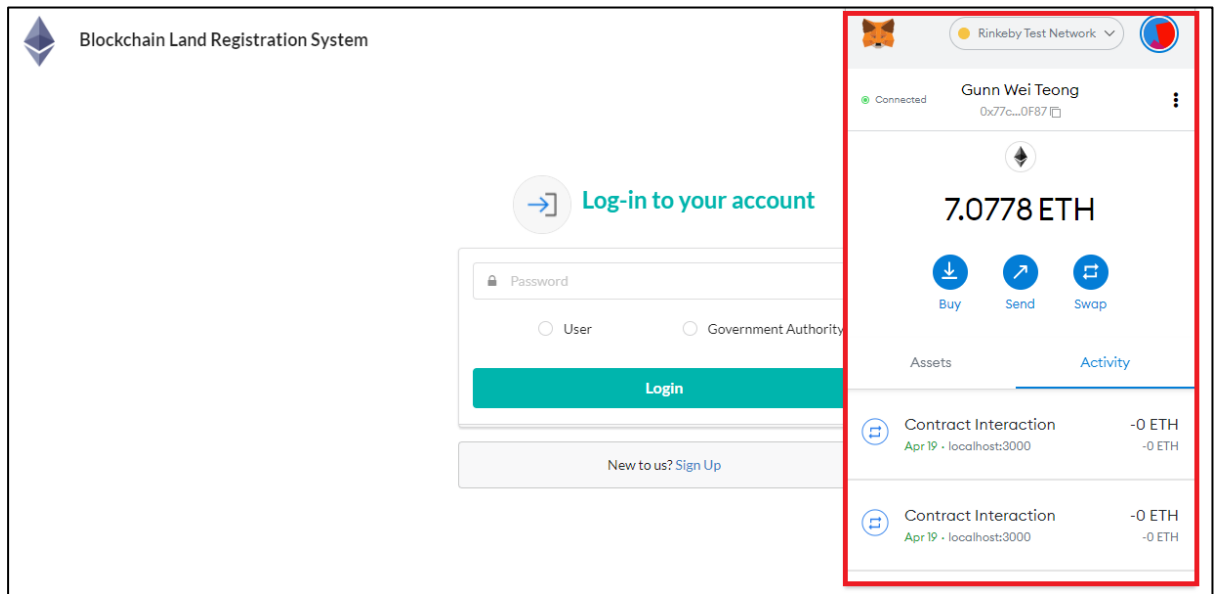 Blockchain Land Registration System
Log-in to your account
Password
User
Government Authority
Login
New to us? Sign Up
Rinkeby Test Network
Connected
Gunn Wei Teong
0x77c...0F87
7.0778 ETH
Buy
Send
Swap
Assets
Activity
Contract Interaction
-0 ETH
Apr 19 · localhost:3000
-0 ETH
Contract Interaction
-0 ETH
Apr 19 · localhost:3000
-0 ETH